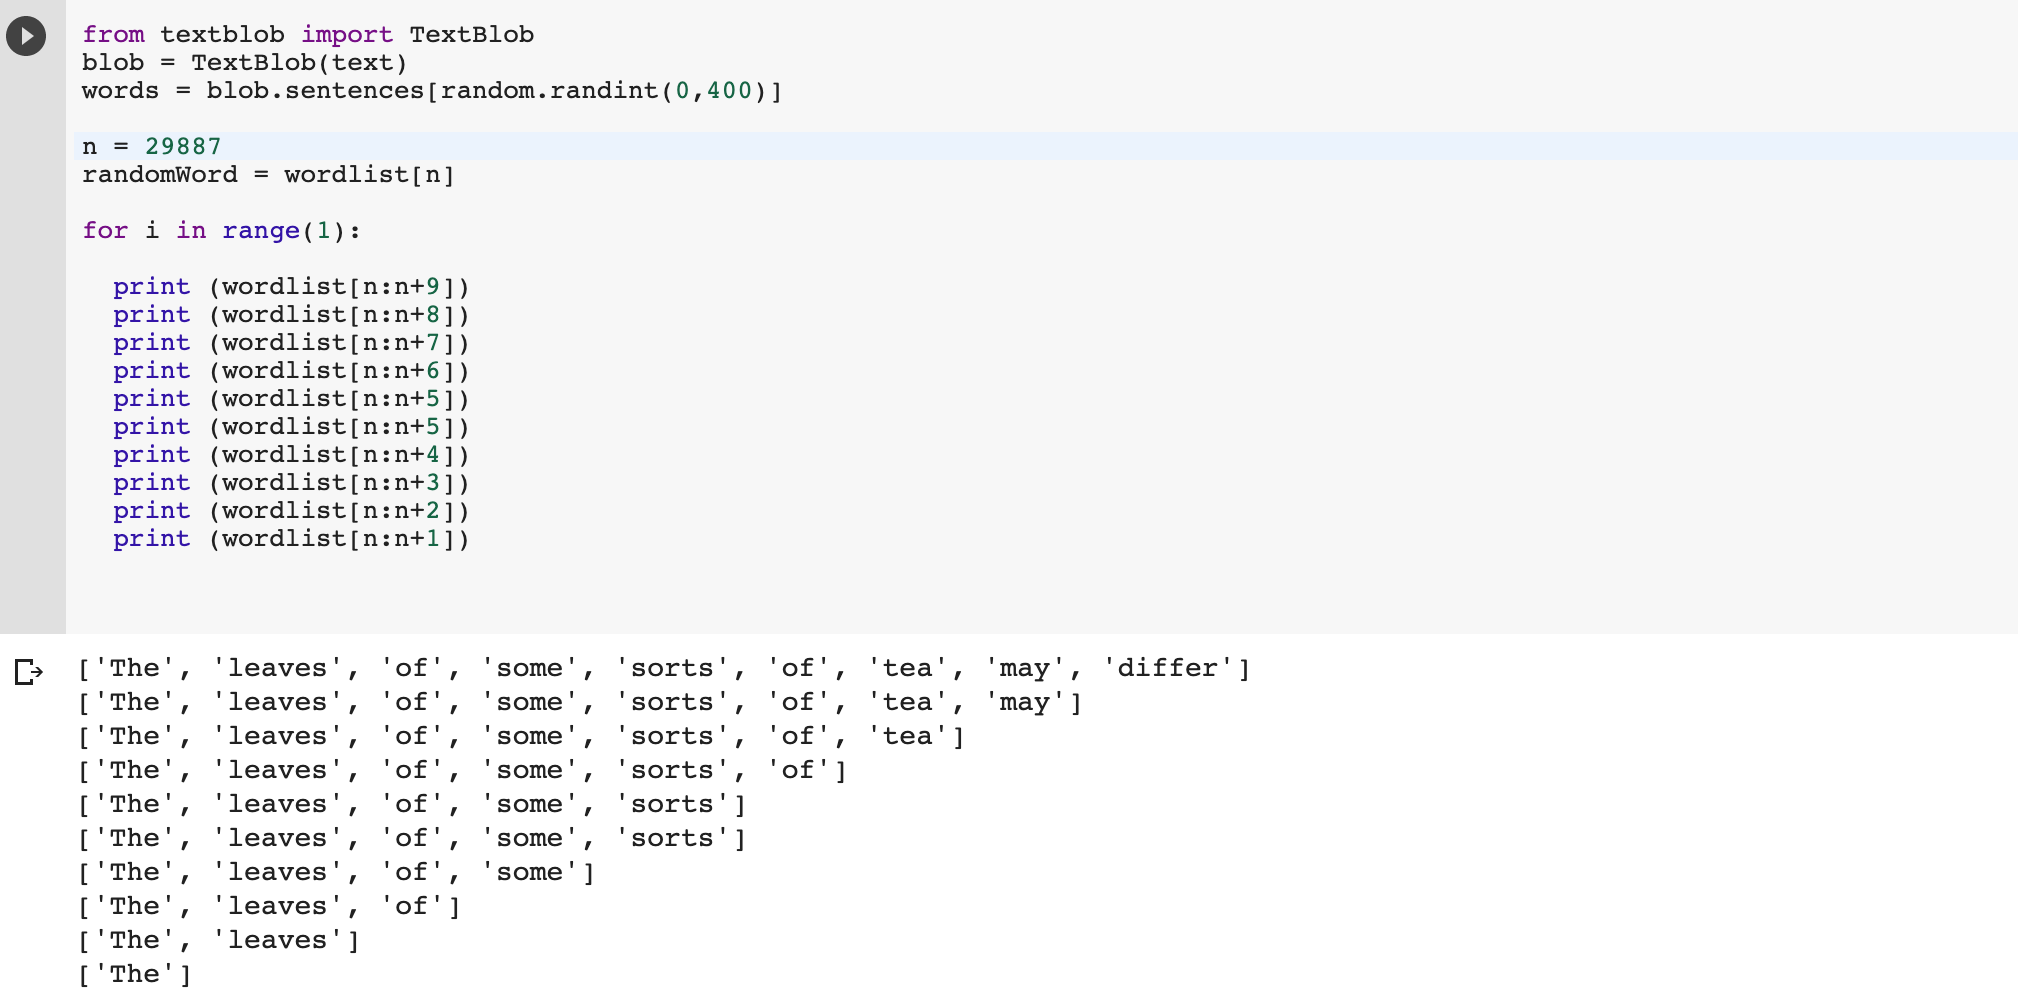 from textblob import TextBlob
blob = TextBlob(text)
words = blob.sentences[random.randint(0,400)]
n = 29887
randomWord = wordlist[n]
for i in range(1):
print (wordlist[n:n+9])
print (wordlist[n:n+8])
print (wordlist[n:n+7])
print (wordlist[n:n+6])
print (wordlist[n:n+5])
print (wordlist[n:n+5])
print (wordlist[n:n+4])
print (wordlist[n:n+3])
print (wordlist[n:n+2])
print (wordlist[n:n+1])
['The', 'leaves', 'of', 'some', 'sorts', 'of', 'tea', 'may', 'differ']
['The', 'leaves', 'of', 'some', 'sorts', 'of', 'tea', 'may']
['The', 'leaves', 'of', 'some', 'sorts', 'of', 'tea']
['The', 'leaves', 'of', 'some', 'sorts', 'of']
['The', 'leaves', 'of', 'some', 'sorts']
['The', 'leaves', 'of', 'some', 'sorts']
['The', 'leaves', 'of', 'some']
['The', 'leaves', 'of']
['The', 'leaves']
['The']